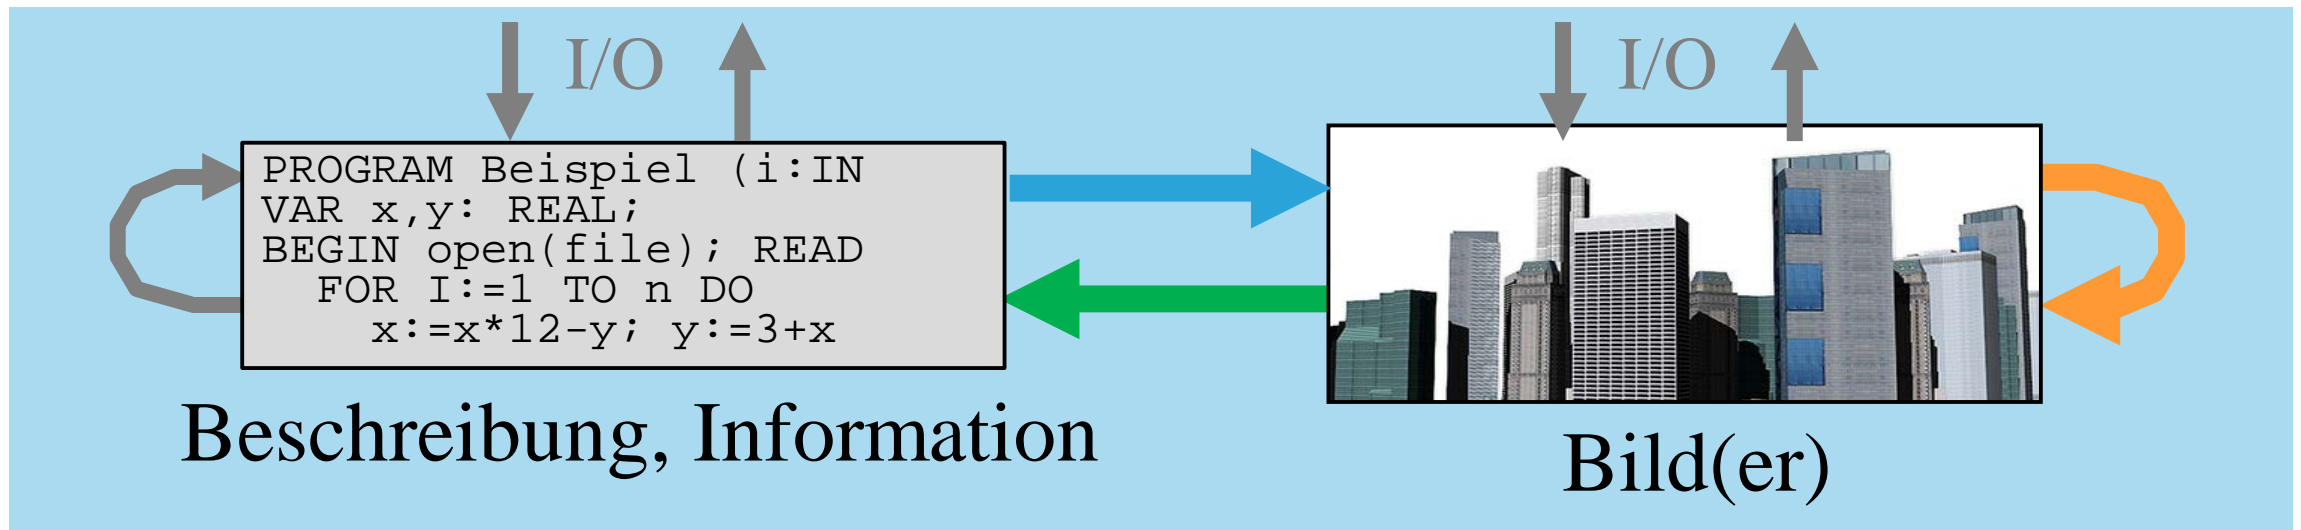 I/O
I/O
PROGRAM Beispiel (i:IN
VAR x,y: REAL;
BEGIN open(file); READ
FOR I:=1 TO n DO
x:=x*12-y; y:=3+x
Beschreibung, Information
Bild(er)